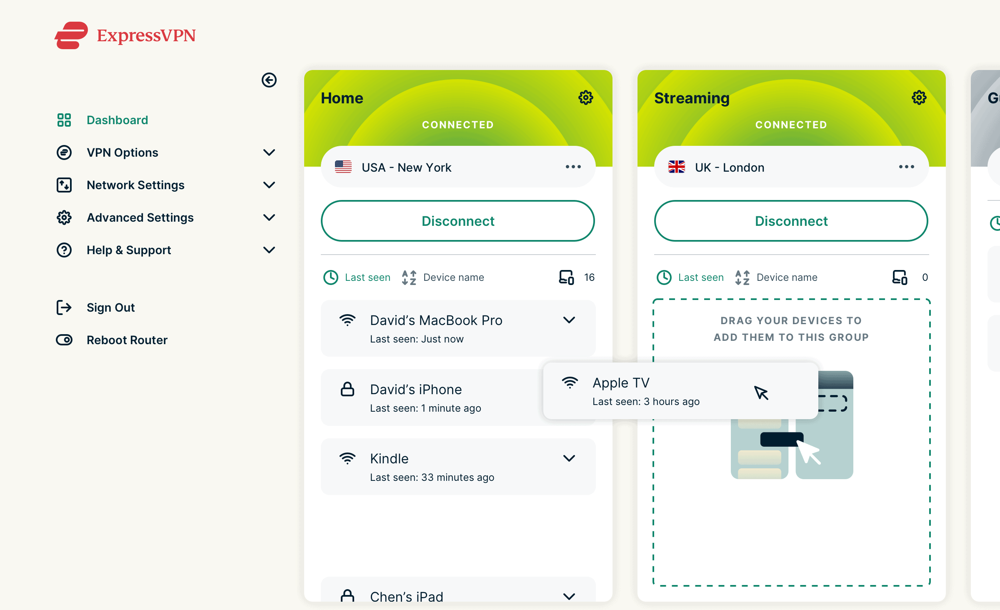 ExpressVPN
Dashboard
VPN Options
Network Settings
Advanced Settings
Help & Support
Sign Out
Reboot Router
Home
CONNECTED
USA - New York
Disconnect
Last seen
Device name
16
David’s MacBook Pro
Last seen: Just now
David’s iPhone
Last seen: 1 minute ago
Kindle
Last seen: 33 minutes ago
Chen’s iPad
Streaming
CONNECTED
UK - London
Disconnect
Last seen
Device name
0
DRAG YOUR DEVICES TO
ADD THEM TO THIS GROUP
Apple TV
Last seen: 3 hours ago